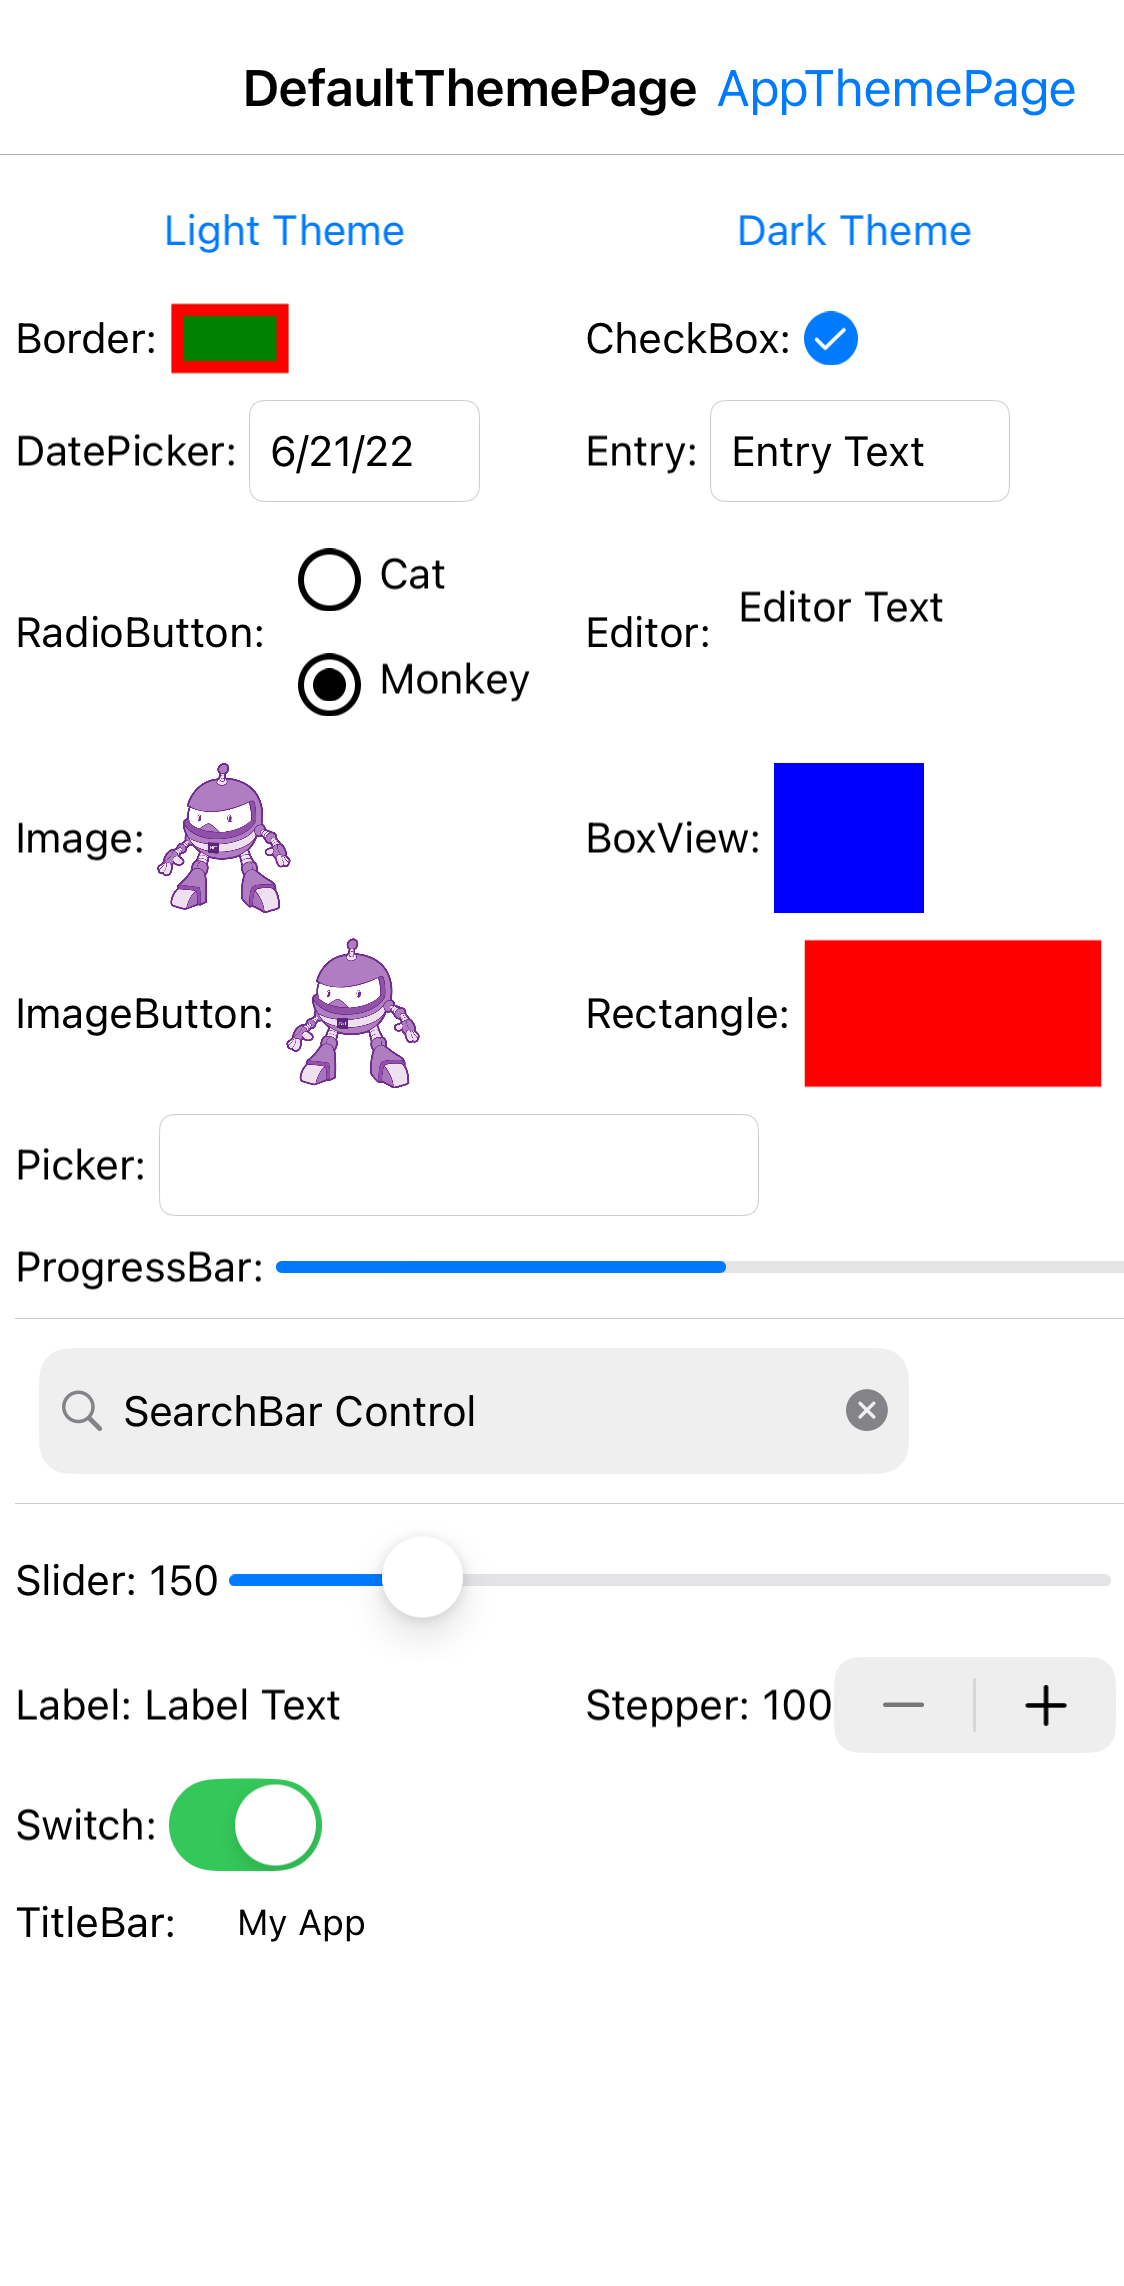 DefaultThemePage AppThemePage
Light Theme Dark Theme
Border: CheckBox:
DatePicker: 6/21/22 Entry: Entry Text
Cat
RadioButton: Editor: Editor Text
Monkey
Image: BoxView:
ImageButton: Rectangle:
Picker:
ProgressBar:
SearchBar Control
Slider: 150
Label: Label Text Stepper: 100
Switch:
TitleBar: My App